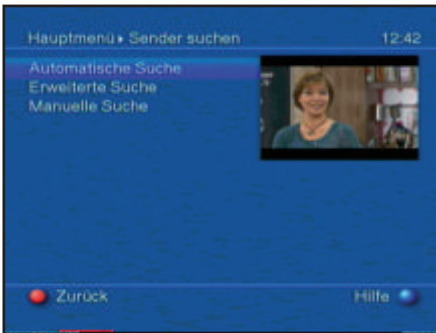 Hauptmenü▸ Sender suchen 12:42
Automatische Suche
Erweiterte Suche
Manuelle Suche
Zurück Hilfe